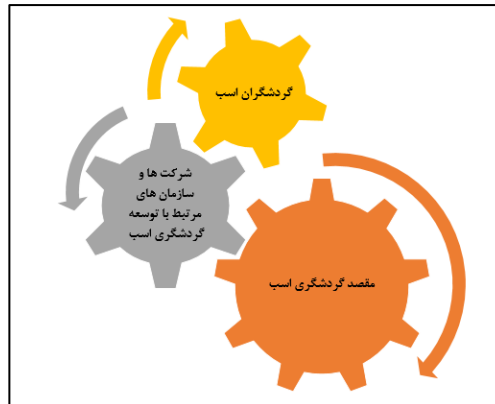 گردشگران اسب
شرکت ها و
سازمان های
مرتبط با توسعه
گردشگری اسب
مقصد گردشگری اسب